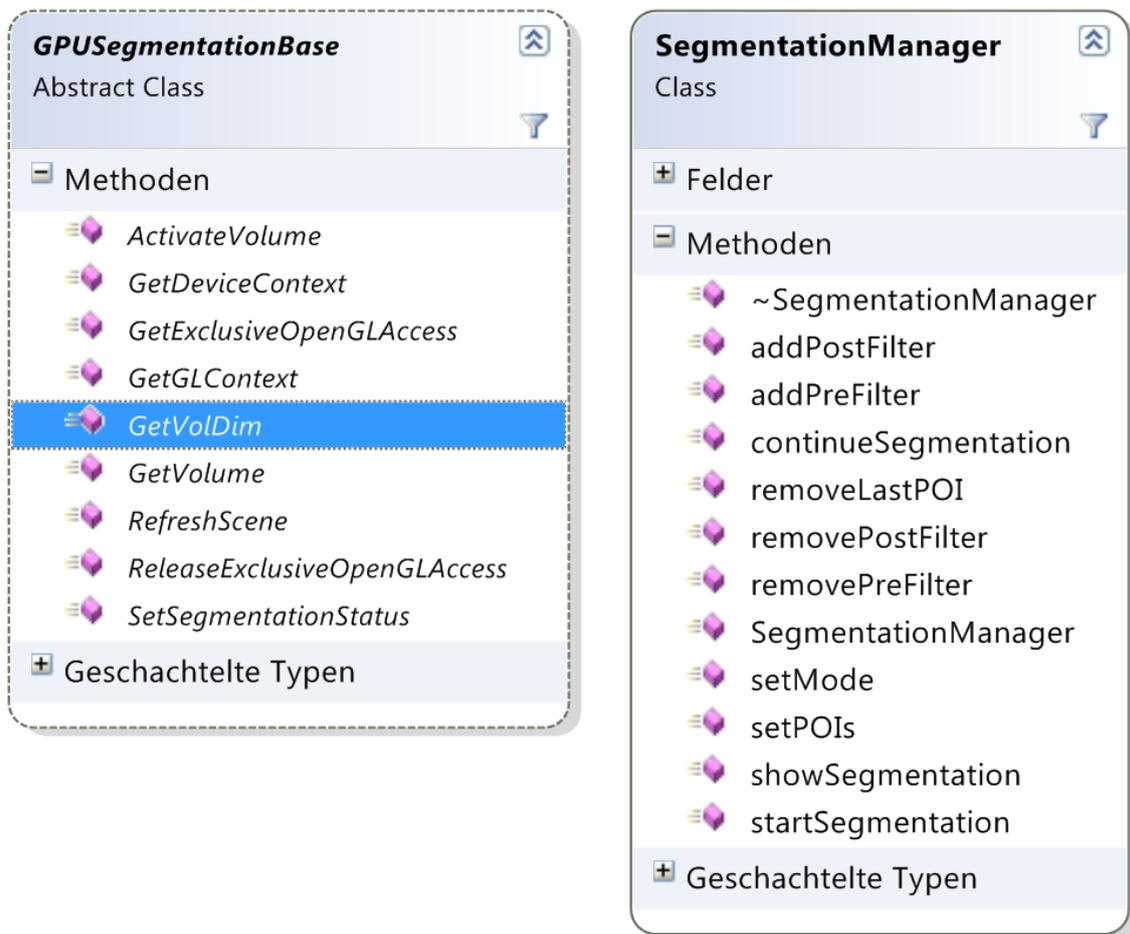 GPUSegmentationBase
Abstract Class
Methoden
ActivateVolume
GetDeviceContext
GetExclusiveOpenGLAccess
GetGLContext
GetVolDim
GetVolume
RefreshScene
ReleaseExclusiveOpenGLAccess
SetSegmentationStatus
Geschachtelte Typen
SegmentationManager
Class
Felder
Methoden
~SegmentationManager
addPostFilter
addPreFilter
continueSegmentation
removeLastPOI
removePostFilter
removePreFilter
SegmentationManager
setMode
setPOIs
showSegmentation
startSegmentation
Geschachtelte Typen